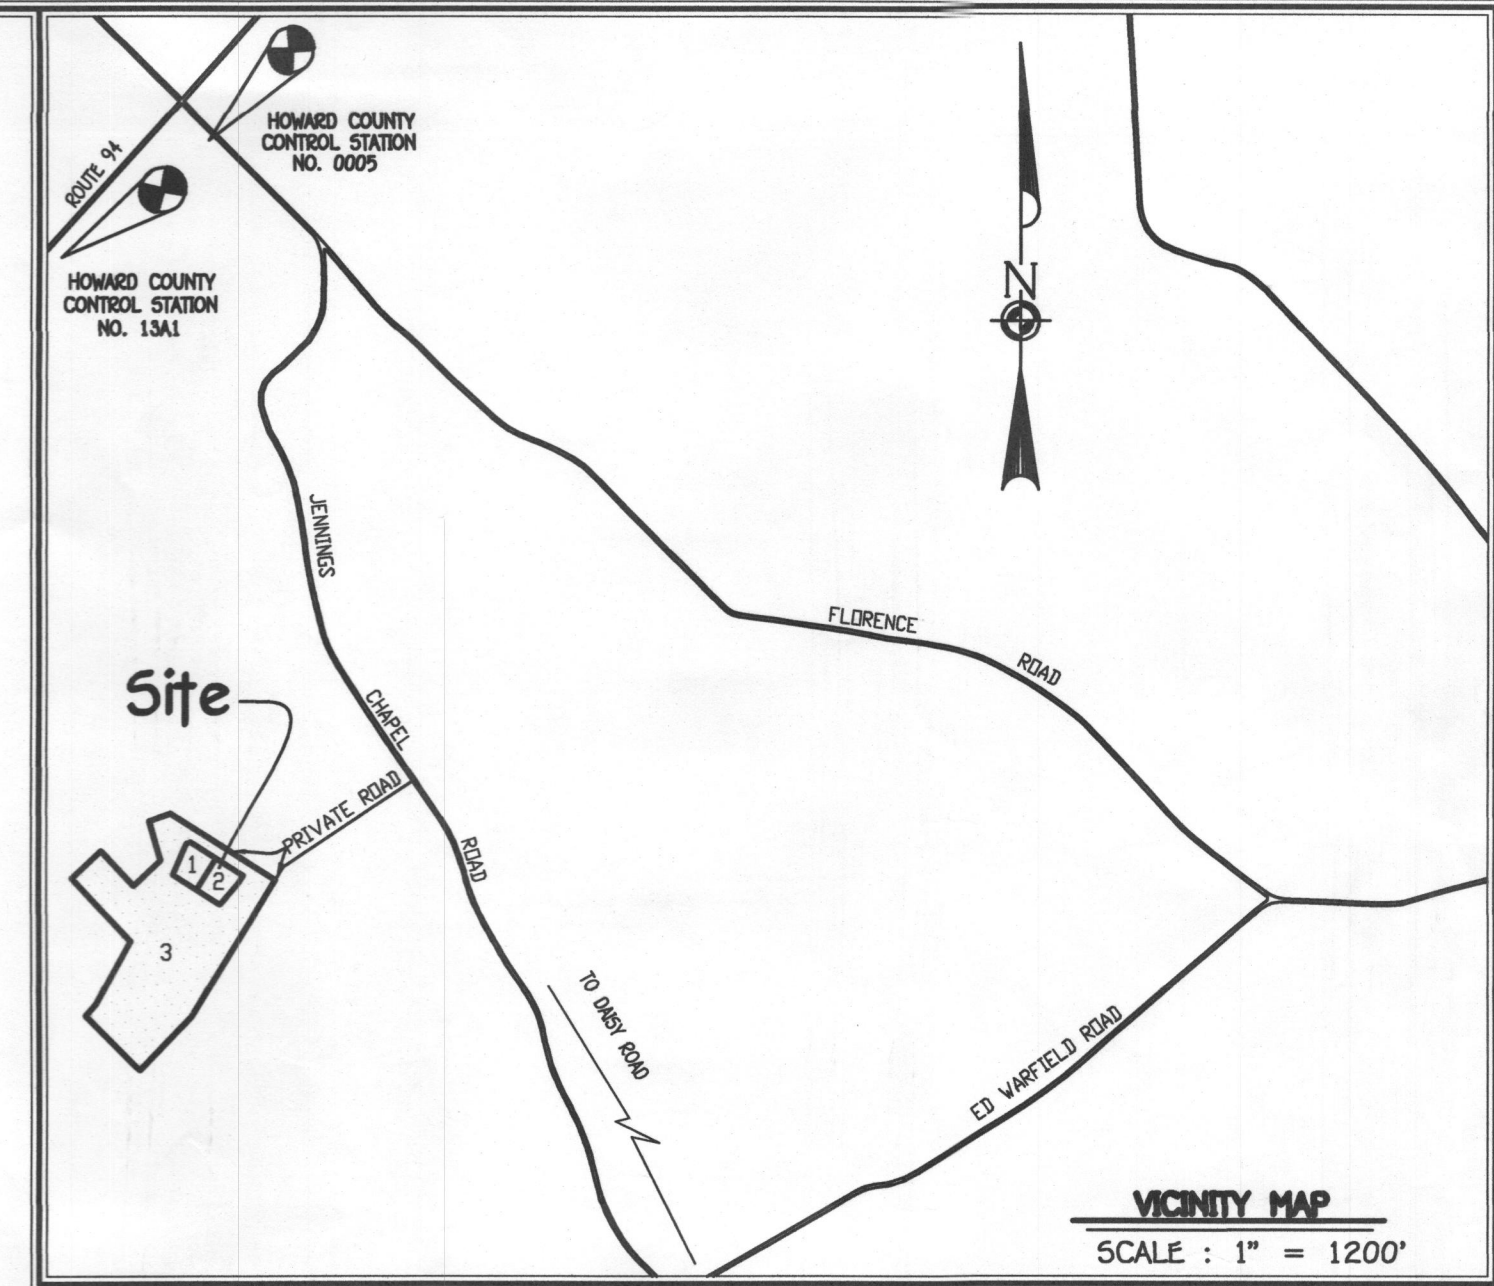 HOWARD COUNTY
CONTROL STATION
NO. 0005
ROUTE 94
HOWARD COUNTY
CONTROL STATION
NO. 13A1
N
JENNINGS
CHAPEL
ROAD
FLORENCE
ROAD
Site
PRIVATE ROAD
1
2
3
TO DAISY ROAD
ED WARFIELD ROAD
VICINITY MAP
SCALE : 1" = 1200'